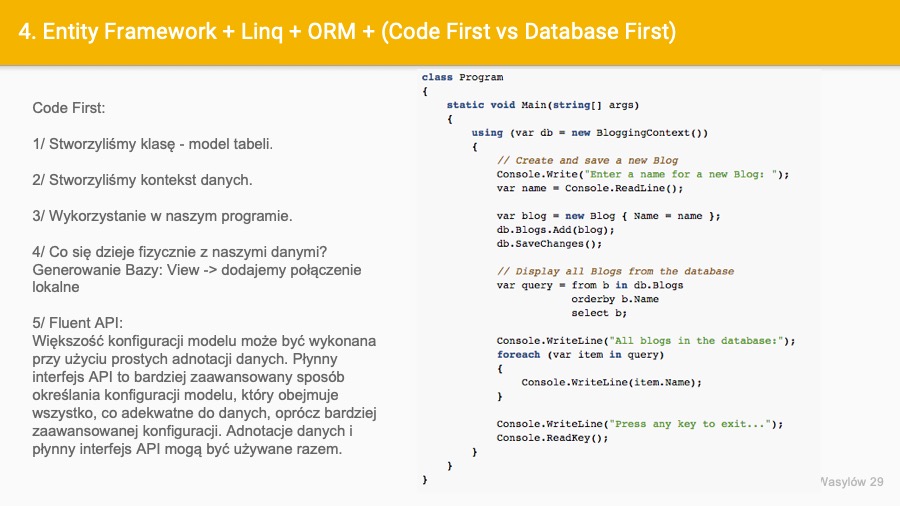 4. Entity Framework + Linq + ORM + (Code First vs Database First)
Code First:
1/ Stworzyliśmy klasę - model tabeli.
2/ Stworzyliśmy kontekst danych.
3/ Wykorzystanie w naszym programie.
4/ Co się dzieje fizycznie z naszymi danymi?
Generowanie Bazy: View -> dodajemy połączenie
lokalne
5/ Fluent API:
Większość konfiguracji modelu może być wykonana
przy użyciu prostych adnotacji danych. Płynny
interfejs API to bardziej zaawansowany sposób
określania konfiguracji modelu, który obejmuje
wszystko, co adekwatne do danych, oprócz bardziej
zaawansowanej konfiguracji. Adnotacje danych i
płynny interfejs API mogą być używane razem.
class Program
{
    static void Main(string[] args)
    {
        using (var db = new BloggingContext())
        {
            // Create and save a new Blog
            Console.Write("Enter a name for a new Blog: ");
            var name = Console.ReadLine();
            var blog = new Blog { Name = name };
            db.Blogs.Add(blog);
            db.SaveChanges();
            // Display all Blogs from the database
            var query = from b in db.Blogs
                        orderby b.Name
                        select b;
            Console.WriteLine("All blogs in the database:");
            foreach (var item in query)
            {
                Console.WriteLine(item.Name);
            }
            Console.WriteLine("Press any key to exit...");
            Console.ReadKey();
        }
    }
}
Wasylów 29